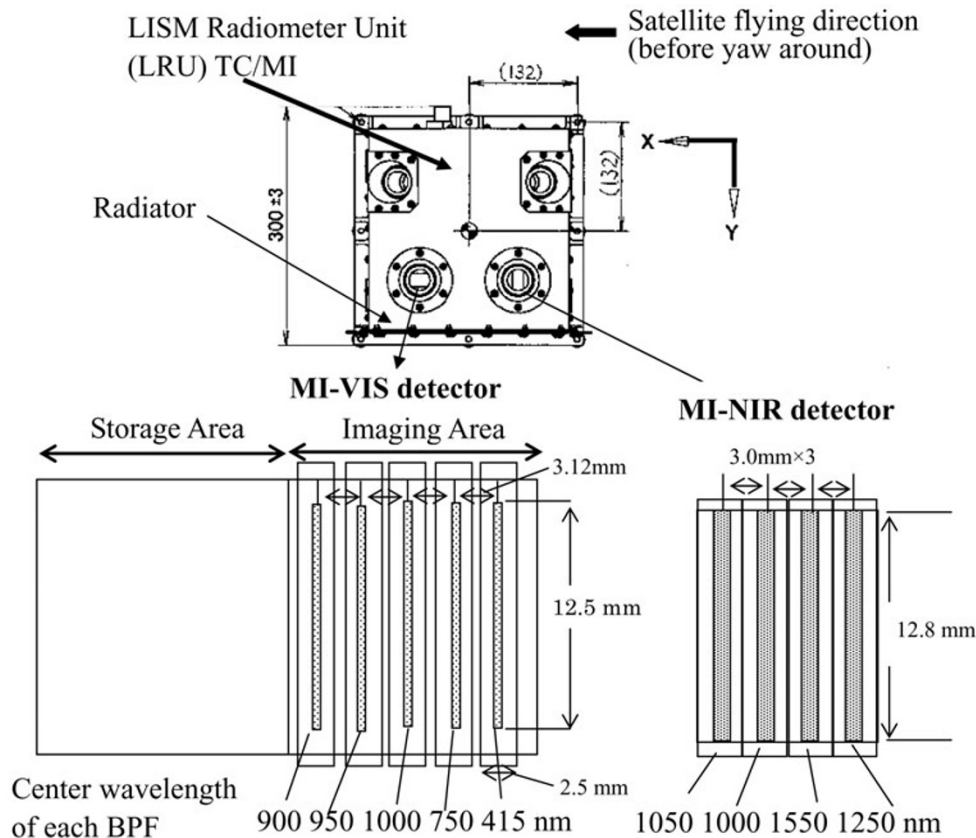 LISM Radiometer Unit
(LRU) TC/MI
Satellite flying direction
(before yaw around)
(132)
X
(132)
Y
300 ±3
Radiator
MI-VIS detector
MI-NIR detector
Storage Area
Imaging Area
3.12mm
3.0mm×3
12.5 mm
12.8 mm
2.5 mm
Center wavelength
of each BPF
900 950 1000 750 415 nm
1050 1000 1550 1250 nm